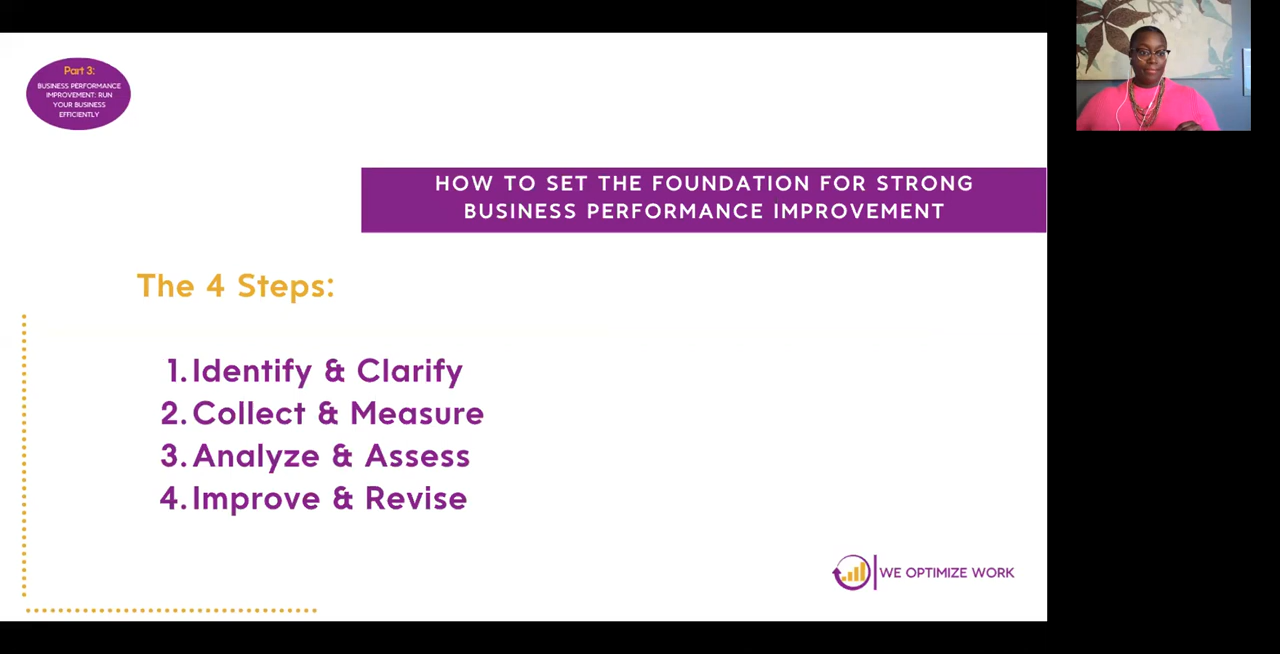 Part 3:
BUSINESS PERFORMANCE
IMPROVEMENT: RUN
YOUR BUSINESS
EFFICIENTLY
HOW TO SET THE FOUNDATION FOR STRONG
BUSINESS PERFORMANCE IMPROVEMENT
The 4 Steps:
1. Identify & Clarify
2. Collect & Measure
3. Analyze & Assess
4. Improve & Revise
WE OPTIMIZE WORK